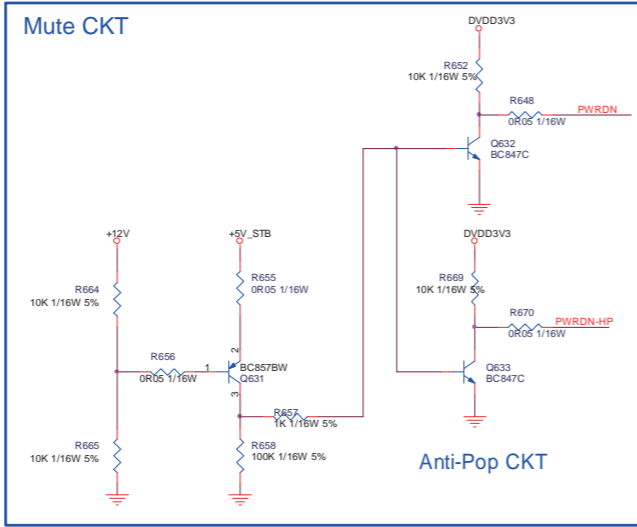 Mute CKT
DVDD3V3
R652
10K 1/16W 5%
R648
PWRDN
0R05 1/16W
Q632
BC847C
+12V
+5V_STB
DVDD3V3
R664
10K 1/16W 5%
R655
0R05 1/16W
R669
10K 1/16W 5%
R670
PWRDN-HP
0R05 1/16W
R656
0R05 1/16W
1
2
BC857BW
Q631
3
Q633
BC847C
R657
1K 1/16W 5%
R665
10K 1/16W 5%
R658
100K 1/16W 5%
Anti-Pop CKT